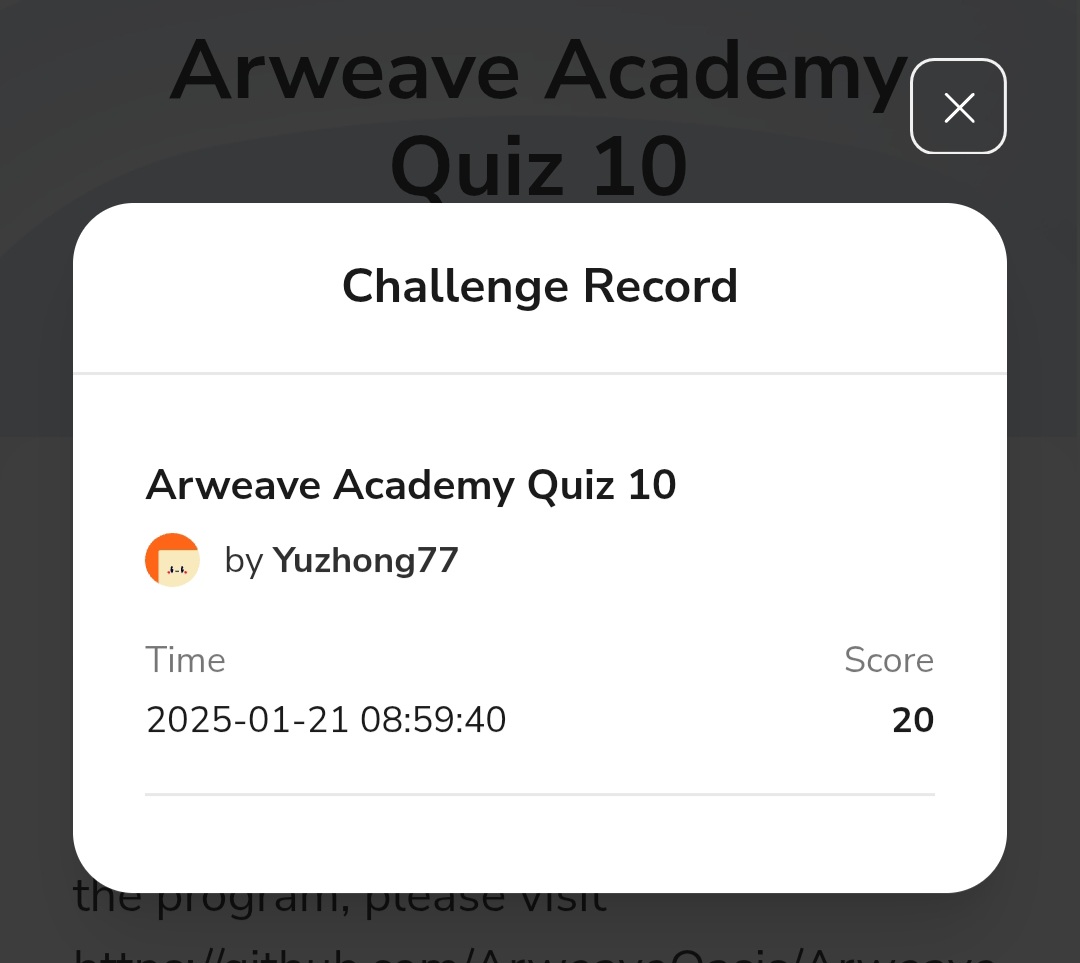 Arweave Academy
Quiz 10
Challenge Record
Arweave Academy Quiz 10
by Yuzhong77
Time
Score
2025-01-21 08:59:40
20
the program, please visit
https://github.com/ArweaveOasis/Arweave-